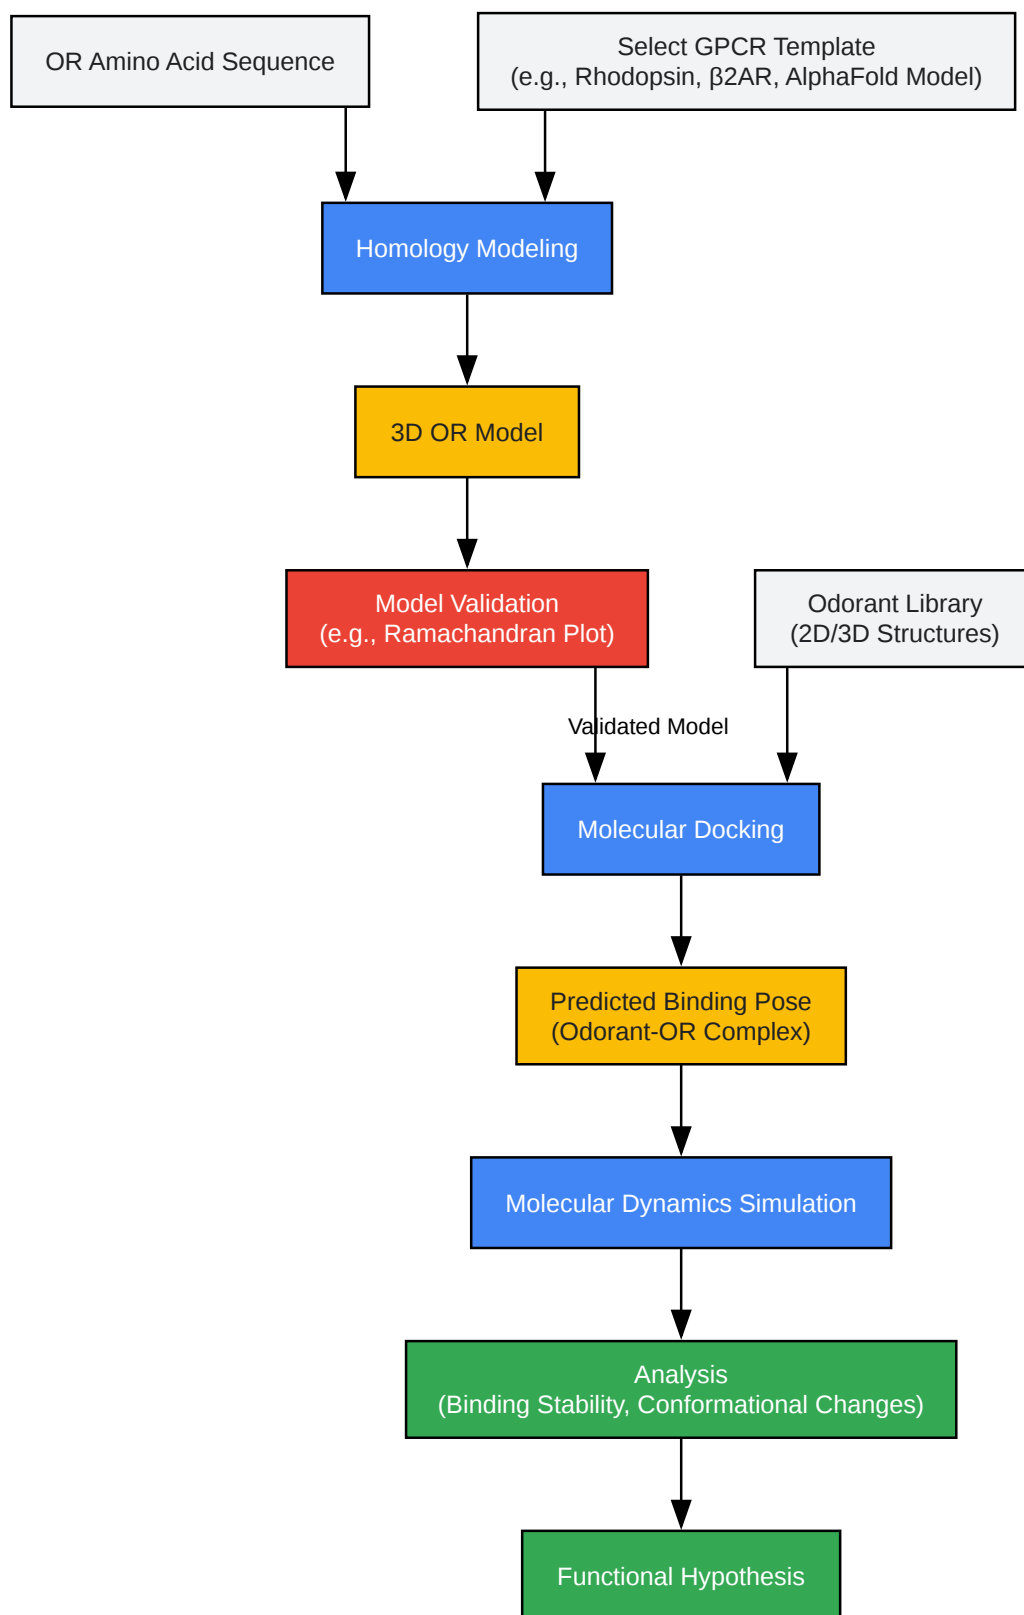 OR Amino Acid Sequence
Select GPCR Template
(e.g., Rhodopsin, β2AR, AlphaFold Model)
Homology Modeling
3D OR Model
Model Validation
(e.g., Ramachandran Plot)
Odorant Library
(2D/3D Structures)
Validated Model
Molecular Docking
Predicted Binding Pose
(Odorant-OR Complex)
Molecular Dynamics Simulation
Analysis
(Binding Stability, Conformational Changes)
Functional Hypothesis